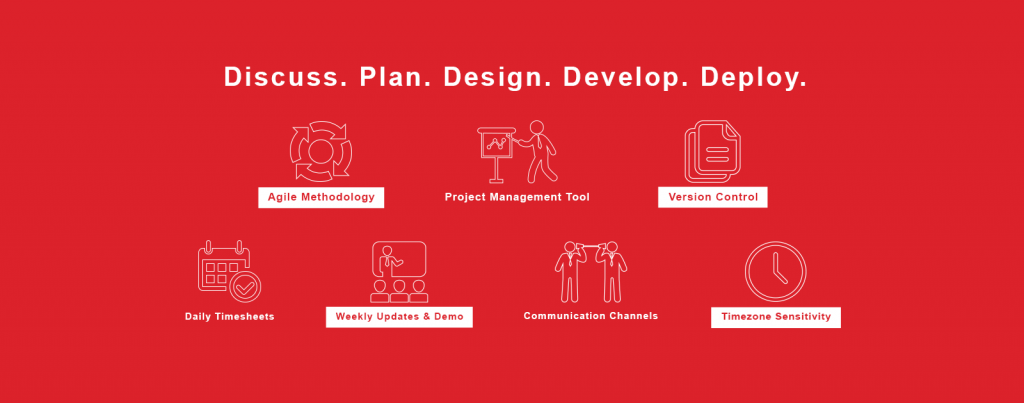 Discuss. Plan. Design. Develop. Deploy.
Agile Methodology
Project Management Tool
Version Control
Daily Timesheets
Weekly Updates & Demo
Communication Channels
Timezone Sensitivity